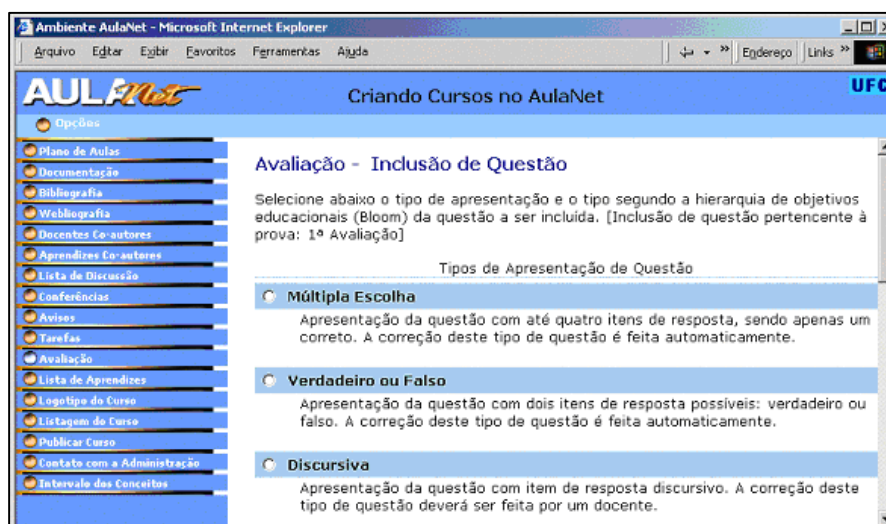 Ambiente AulaNet - Microsoft Internet Explorer
Arquivo Editar Exibir Favoritos Ferramentas Ajuda Endereço Links »
AULANet Criando Cursos no AulaNet UFC
Opções
Plano de Aulas
Documentação
Bibliografia
Webliografia
Docentes Co-autores
Aprendizes Co-autores
Lista de Discussão
Conferências
Avisos
Tarefas
Avaliação
Lista de Aprendizes
Logotipo do Curso
Listagem do Curso
Publicar Curso
Contato com a Administração
Intervalo dos Conceitos
Avaliação - Inclusão de Questão
Selecione abaixo o tipo de apresentação e o tipo segundo a hierarquia de objetivos
educacionais (Bloom) da questão a ser incluída. [Inclusão de questão pertencente à
prova: 1ª Avaliação]
Tipos de Apresentação de Questão
Múltipla Escolha
Apresentação da questão com até quatro itens de resposta, sendo apenas um
correto. A correção deste tipo de questão é feita automaticamente.
Verdadeiro ou Falso
Apresentação da questão com dois itens de resposta possíveis: verdadeiro ou
falso. A correção deste tipo de questão é feita automaticamente.
Discursiva
Apresentação da questão com item de resposta discursivo. A correção deste
tipo de questão deverá ser feita por um docente.